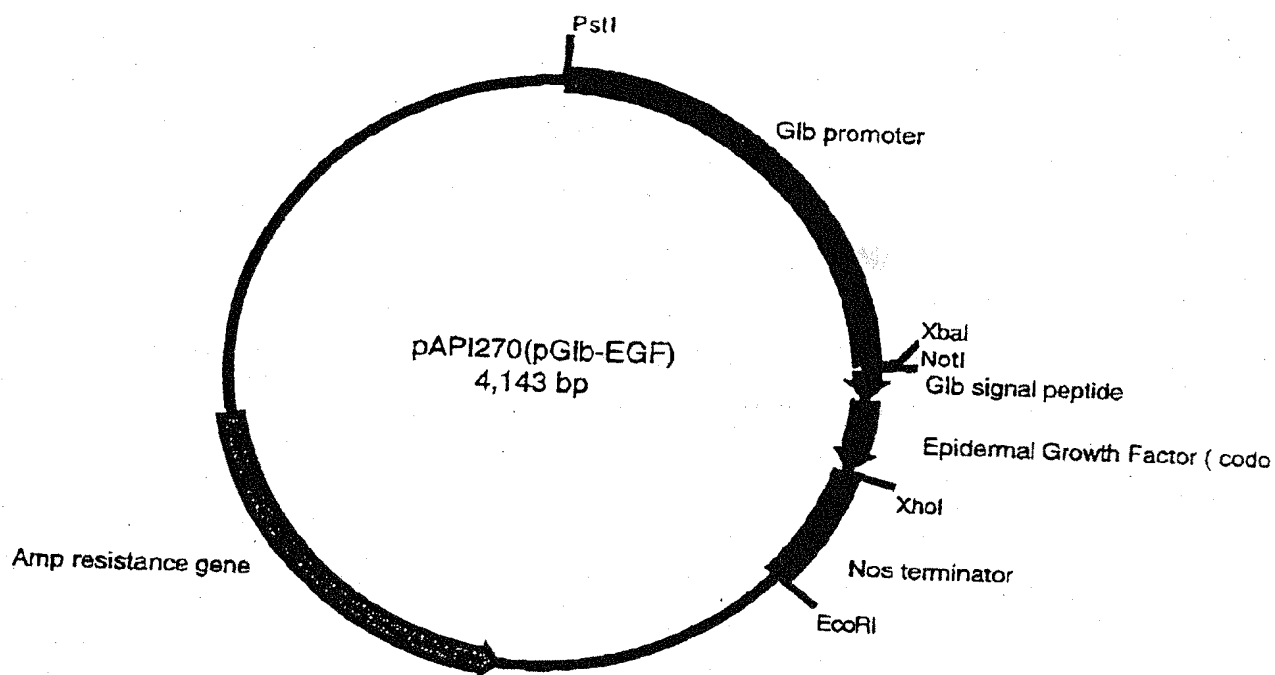 PstI
Glb promoter
XbaI
NotI
Glb signal peptide
pAPI270(pGlb-EGF)
4,143 bp
Epidermal Growth Factor ( codo
XhoI
Amp resistance gene
Nos terminator
EcoRI